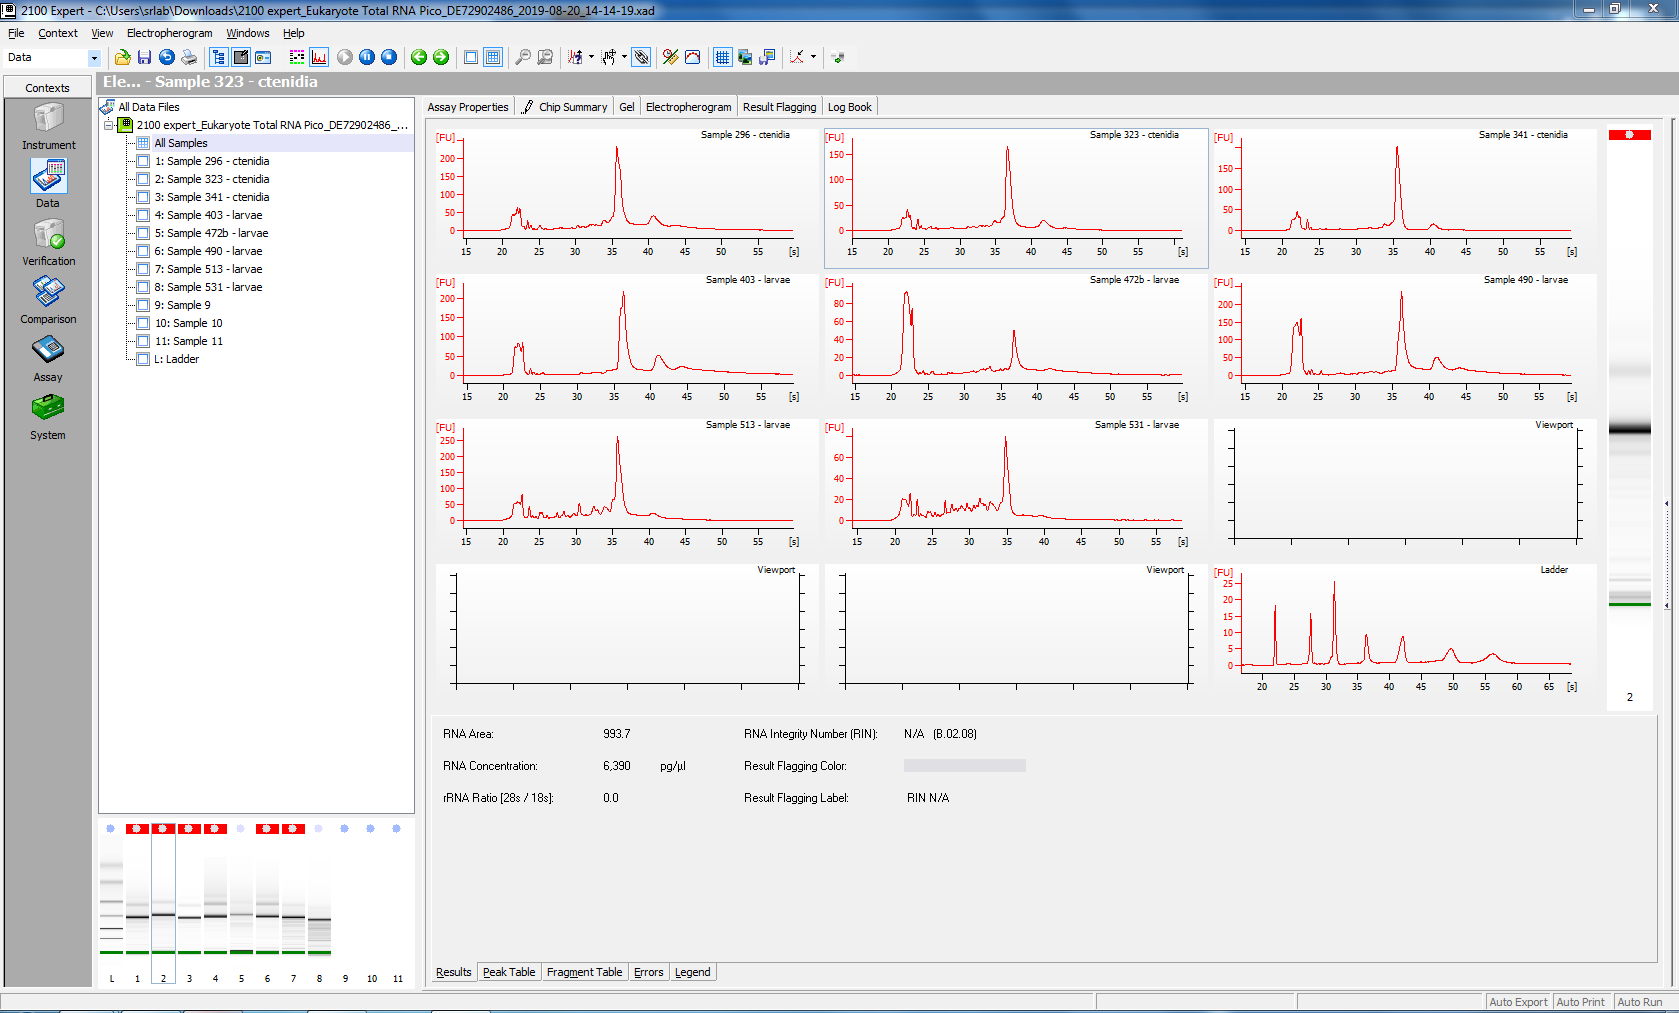 2100 Expert - C:\Users\srlab\Downloads\2100 expert_Eukaryote Total RNA Pico_DE72902486_2019-08-20_14-14-19.xad
File Context View Electropherogram Windows Help
Data
Contexts
Instrument
Data
Verification
Comparison
Assay
System
Ele... - Sample 323 - ctenidia
All Data Files
2100 expert_Eukaryote Total RNA Pico_DE72902486_...
All Samples
1: Sample 296 - ctenidia
2: Sample 323 - ctenidia
3: Sample 341 - ctenidia
4: Sample 403 - larvae
5: Sample 472b - larvae
6: Sample 490 - larvae
7: Sample 513 - larvae
8: Sample 531 - larvae
9: Sample 9
10: Sample 10
11: Sample 11
L: Ladder
L 1 2 3 4 5 6 7 8 9 10 11
Assay Properties Chip Summary Gel Electropherogram Result Flagging Log Book
[FU] Sample 296 - ctenidia
200
150
100
50
0
15 20 25 30 35 40 45 50 55 [s]
[FU] Sample 323 - ctenidia
150
100
50
0
15 20 25 30 35 40 45 50 55 [s]
[FU] Sample 341 - ctenidia
150
100
50
0
15 20 25 30 35 40 45 50 55 [s]
[FU] Sample 403 - larvae
200
150
100
50
0
15 20 25 30 35 40 45 50 55 [s]
[FU] Sample 472b - larvae
80
60
40
20
0
15 20 25 30 35 40 45 50 55 [s]
[FU] Sample 490 - larvae
200
150
100
50
0
15 20 25 30 35 40 45 50 55 [s]
[FU] Sample 513 - larvae
250
200
150
100
50
0
15 20 25 30 35 40 45 50 55 [s]
[FU] Sample 531 - larvae
60
40
20
0
15 20 25 30 35 40 45 50 55 [s]
Viewport
Viewport
Viewport
[FU] Ladder
25
20
15
10
5
0
20 25 30 35 40 45 50 55 60 65 [s]
2
RNA Area: 993.7 RNA Integrity Number (RIN): N/A (B.02.08)
RNA Concentration: 6,390 pg/µl Result Flagging Color:
rRNA Ratio [28s / 18s]: 0.0 Result Flagging Label: RIN N/A
Results Peak Table Fragment Table Errors Legend
Auto Export Auto Print Auto Run